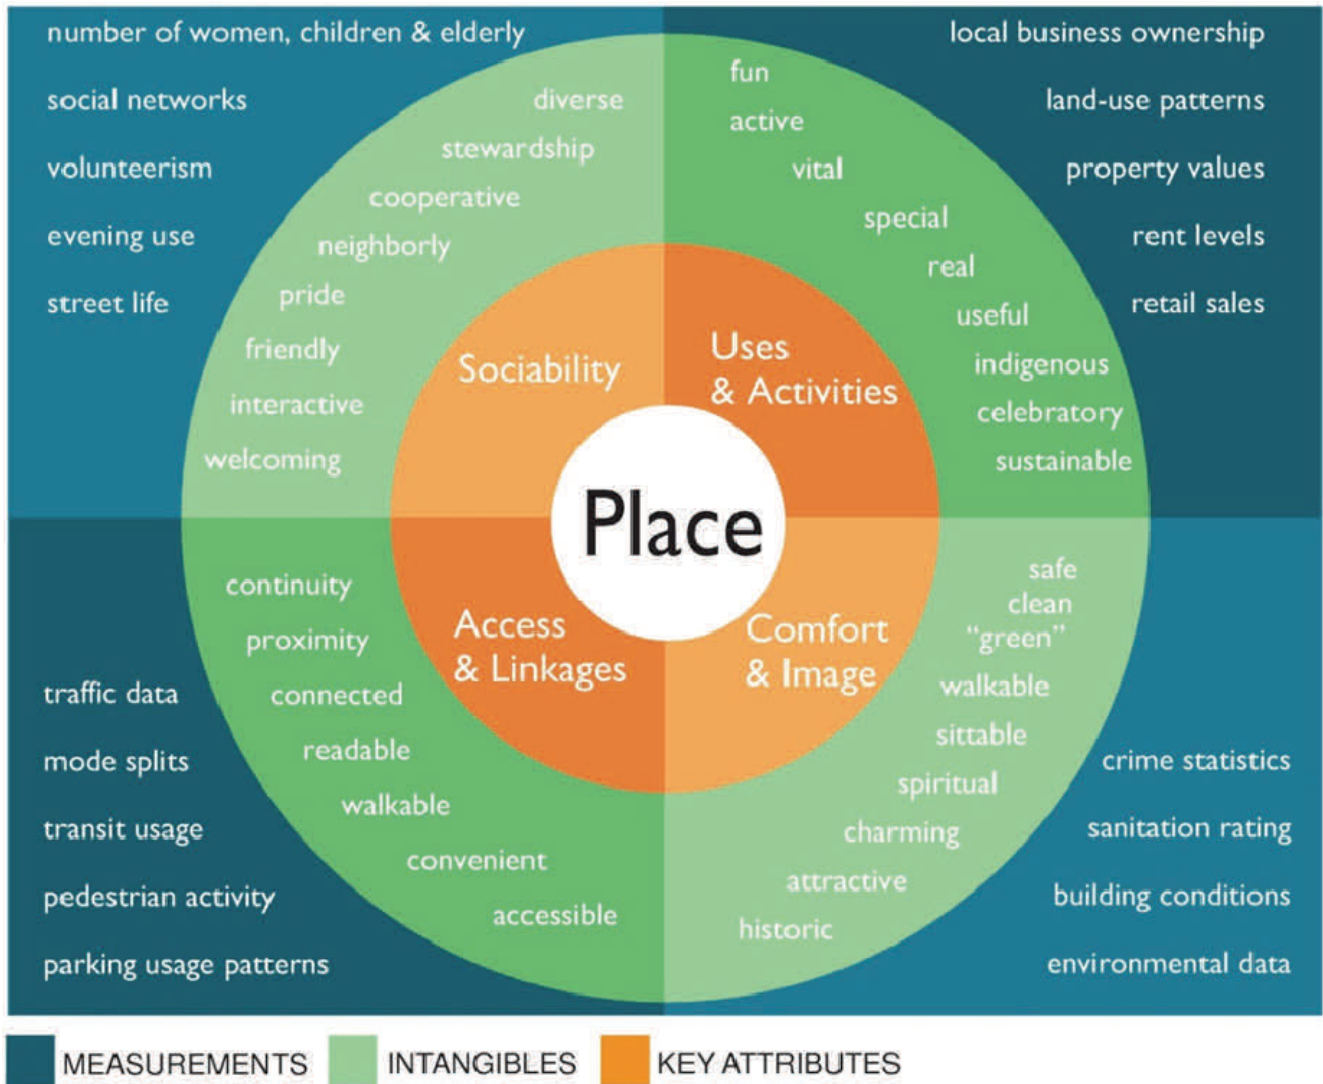 number of women, children & elderly
social networks
volunteerism
evening use
street life
diverse
stewardship
cooperative
neighborly
pride
friendly
interactive
welcoming
Sociability
local business ownership
land-use patterns
property values
rent levels
retail sales
fun
active
vital
special
real
useful
indigenous
celebratory
sustainable
Uses
& Activities
Place
continuity
proximity
connected
readable
walkable
convenient
accessible
Access
& Linkages
traffic data
mode splits
transit usage
pedestrian activity
parking usage patterns
Comfort
& Image
safe
clean
“green”
walkable
sittable
spiritual
charming
attractive
historic
crime statistics
sanitation rating
building conditions
environmental data
MEASUREMENTS
INTANGIBLES
KEY ATTRIBUTES